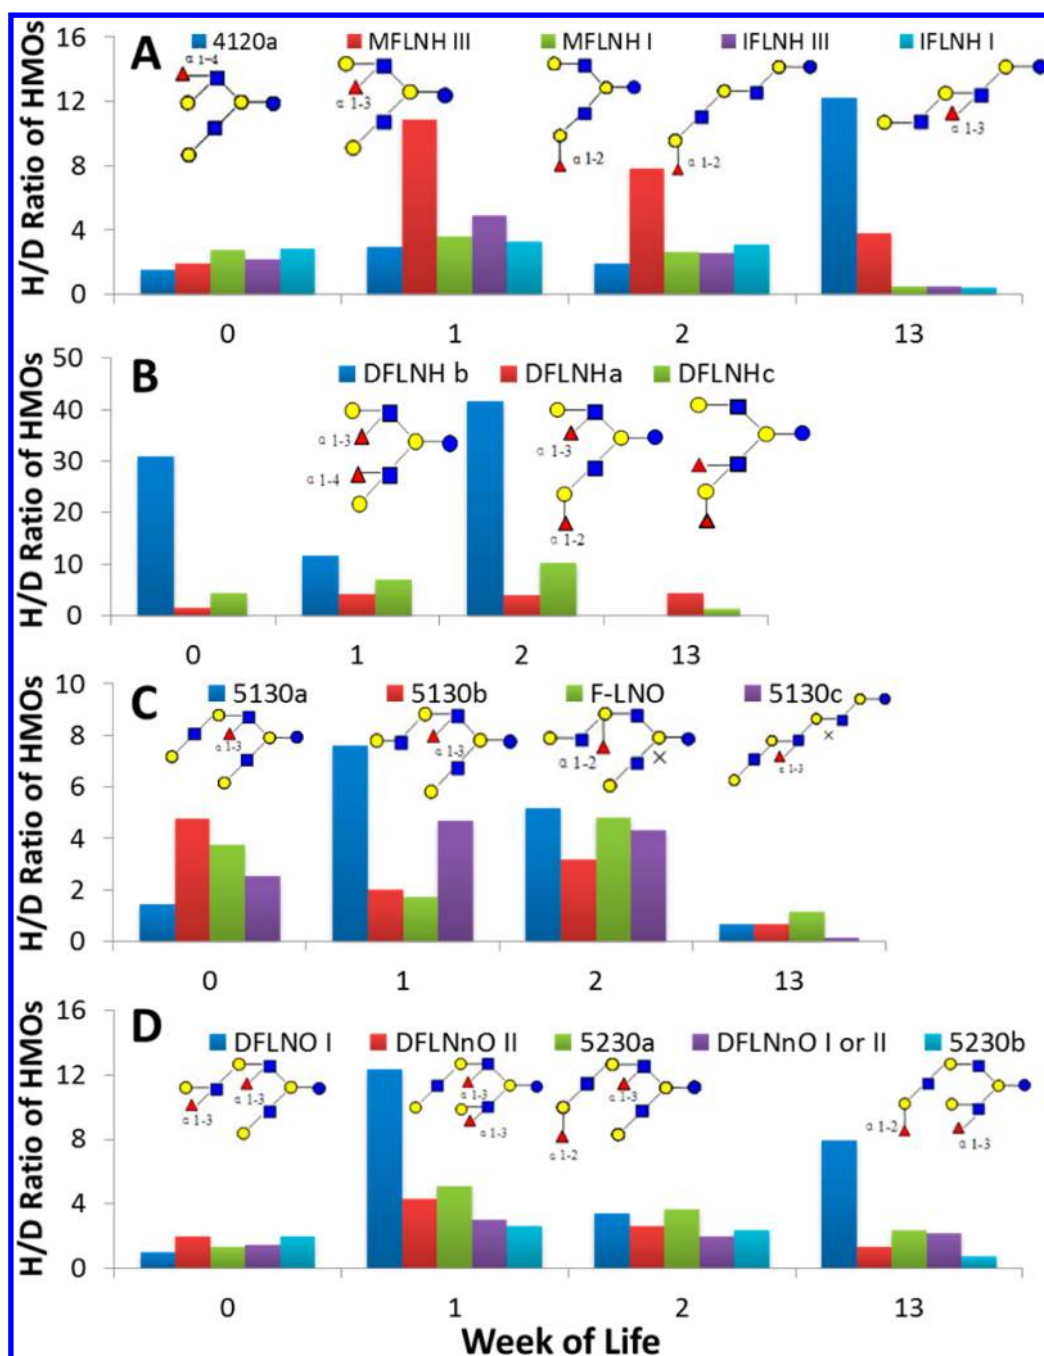 A
4120a MFLNH III MFLNH I IFLNH III IFLNH I
16
12
8
4
0
H/D Ratio of HMOs
α 1-4
α 1-3
α 1-2
α 1-2
α 1-3
0 1 2 13
B
DFLNH b DFLNHa DFLNHc
50
40
30
20
10
0
H/D Ratio of HMOs
α 1-3
α 1-4
α 1-3
α 1-2
0 1 2 13
C
5130a 5130b F-LNO 5130c
10
8
6
4
2
0
H/D Ratio of HMOs
α 1-3
α 1-3
α 1-2
α 1-3
0 1 2 13
D
DFLNO I DFLNnO II 5230a DFLNnO I or II 5230b
16
12
8
4
0
H/D Ratio of HMOs
α 1-3
α 1-3
α 1-3
α 1-3
α 1-3
α 1-2
α 1-2
α 1-3
0 1 2 13
Week of Life